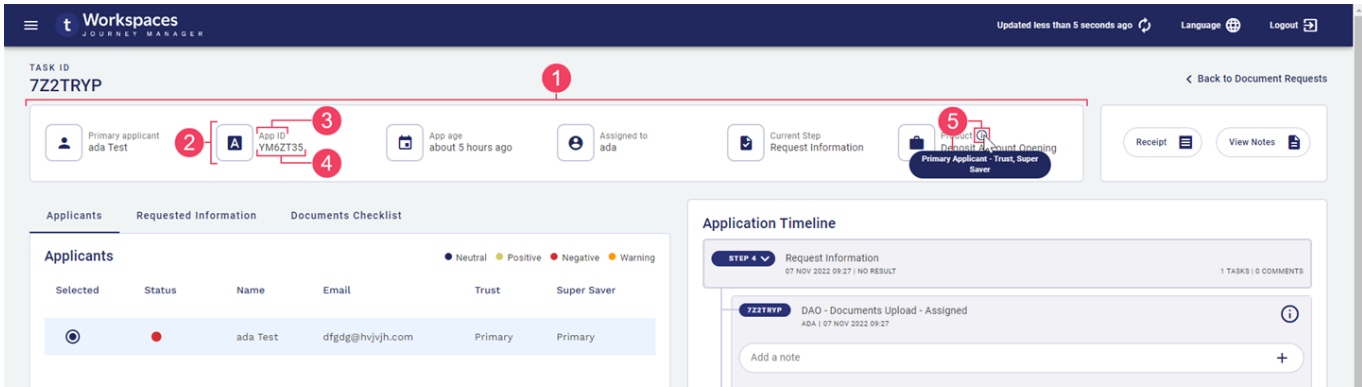 t Workspaces
JOURNEY MANAGER
Updated less than 5 seconds ago
Language
Logout
TASK ID
7Z2TRYP
Back to Document Requests
1
2
3
4
5
Primary applicant
ada Test
A
App ID
YM6ZT35
App age
about 5 hours ago
Assigned to
ada
Current Step
Request Information
Product
Deposit Account Opening
Primary Applicant - Trust, Super
Saver
Receipt
View Notes
Applicants
Requested Information
Documents Checklist
Applicants
Neutral
Positive
Negative
Warning
Selected
Status
Name
Email
Trust
Super Saver
ada Test
dfgdg@hvjvjh.com
Primary
Primary
Application Timeline
STEP 4
Request Information
07 NOV 2022 09:27 | NO RESULT
1 TASKS | 0 COMMENTS
7Z2TRYP
DAO - Documents Upload - Assigned
ADA | 07 NOV 2022 09:27
Add a note